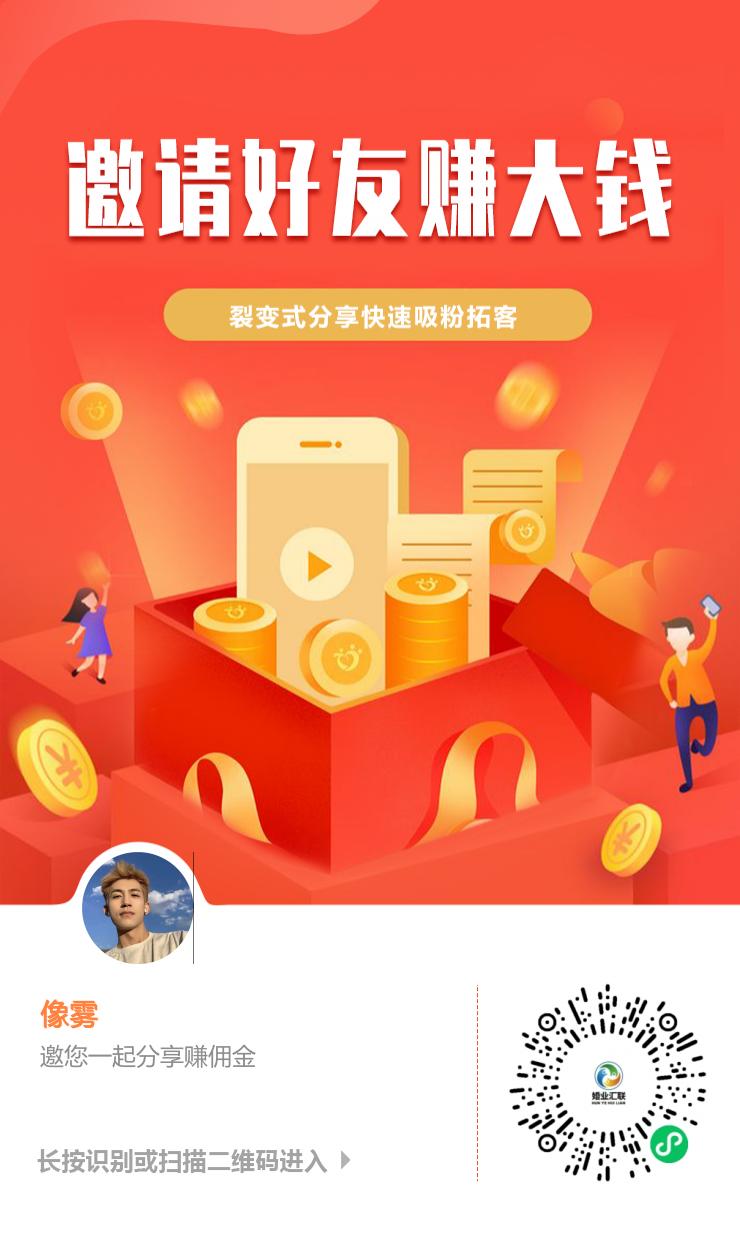 邀请好友赚大钱
裂变式分享快速吸粉拓客
像雾
邀您一起分享赚佣金
婚业汇联
HUN YE HUI LIAN
长按识别或扫描二维码进入